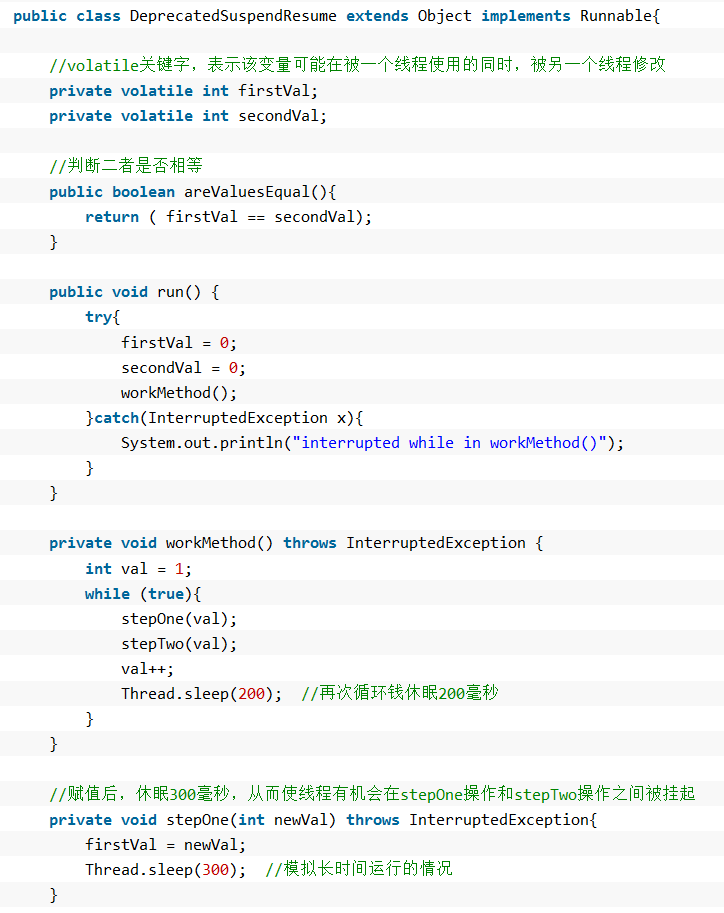 public class DeprecatedSuspendResume extends Object implements Runnable{
//volatile关键字，表示该变量可能在被一个线程使用的同时，被另一个线程修改
private volatile int firstVal;
private volatile int secondVal;
//判断二者是否相等
public boolean areValuesEqual(){
return ( firstVal == secondVal);
}
public void run() {
try{
firstVal = 0;
secondVal = 0;
workMethod();
}catch(InterruptedException x){
System.out.println("interrupted while in workMethod()");
}
}
private void workMethod() throws InterruptedException {
int val = 1;
while (true){
stepOne(val);
stepTwo(val);
val++;
Thread.sleep(200);  //再次循环钱休眠200毫秒
}
}
//赋值后，休眠300毫秒，从而使线程有机会在stepOne操作和stepTwo操作之间被挂起
private void stepOne(int newVal) throws InterruptedException{
firstVal = newVal;
Thread.sleep(300);  //模拟长时间运行的情况
}